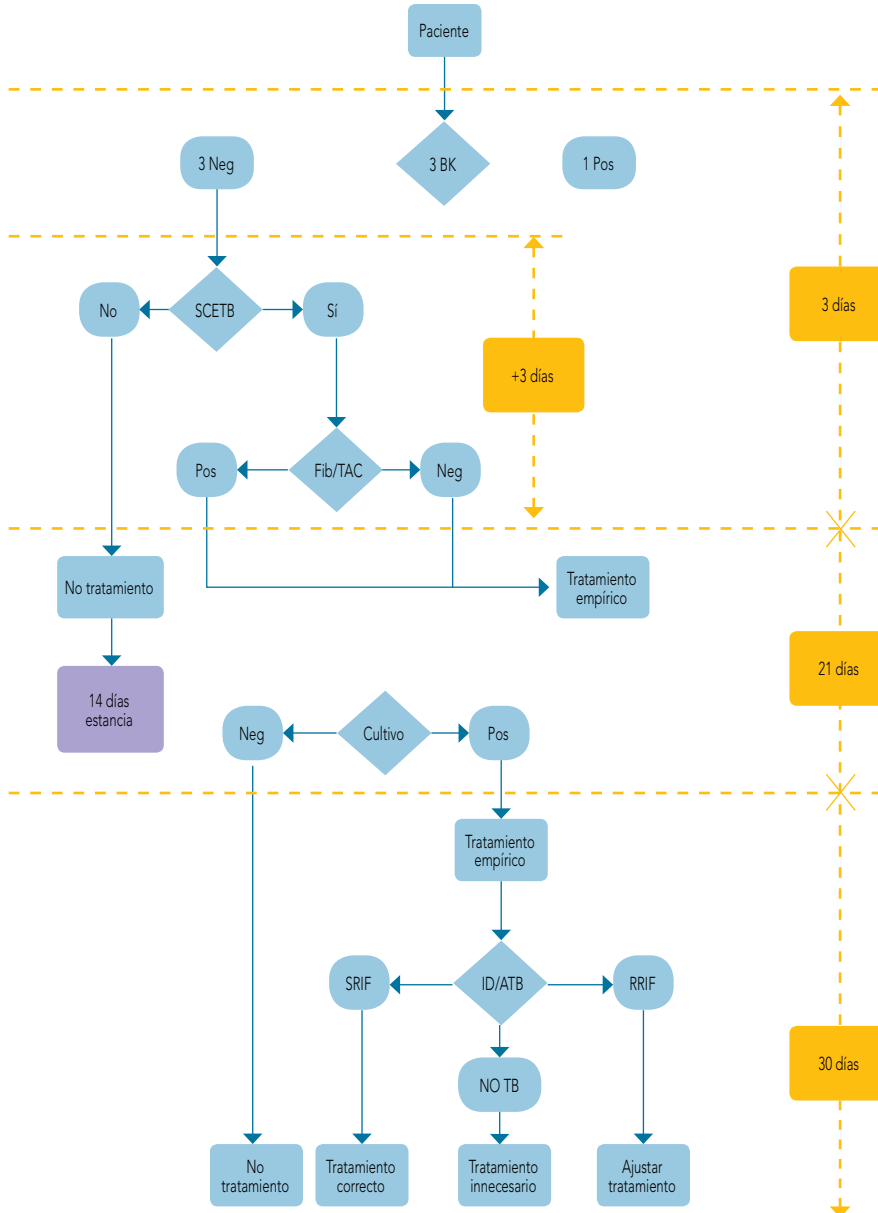 Paciente
3 Neg
3 BK
1 Pos
No
SCETB
Sí
3 días
+3 días
Pos
Fib/TAC
Neg
No tratamiento
Tratamiento
empírico
14 días
estancia
21 días
Neg
Cultivo
Pos
Tratamiento
empírico
SRIF
ID/ATB
RRIF
30 días
NO TB
No
tratamiento
Tratamiento
correcto
Tratamiento
innecesario
Ajustar
tratamiento